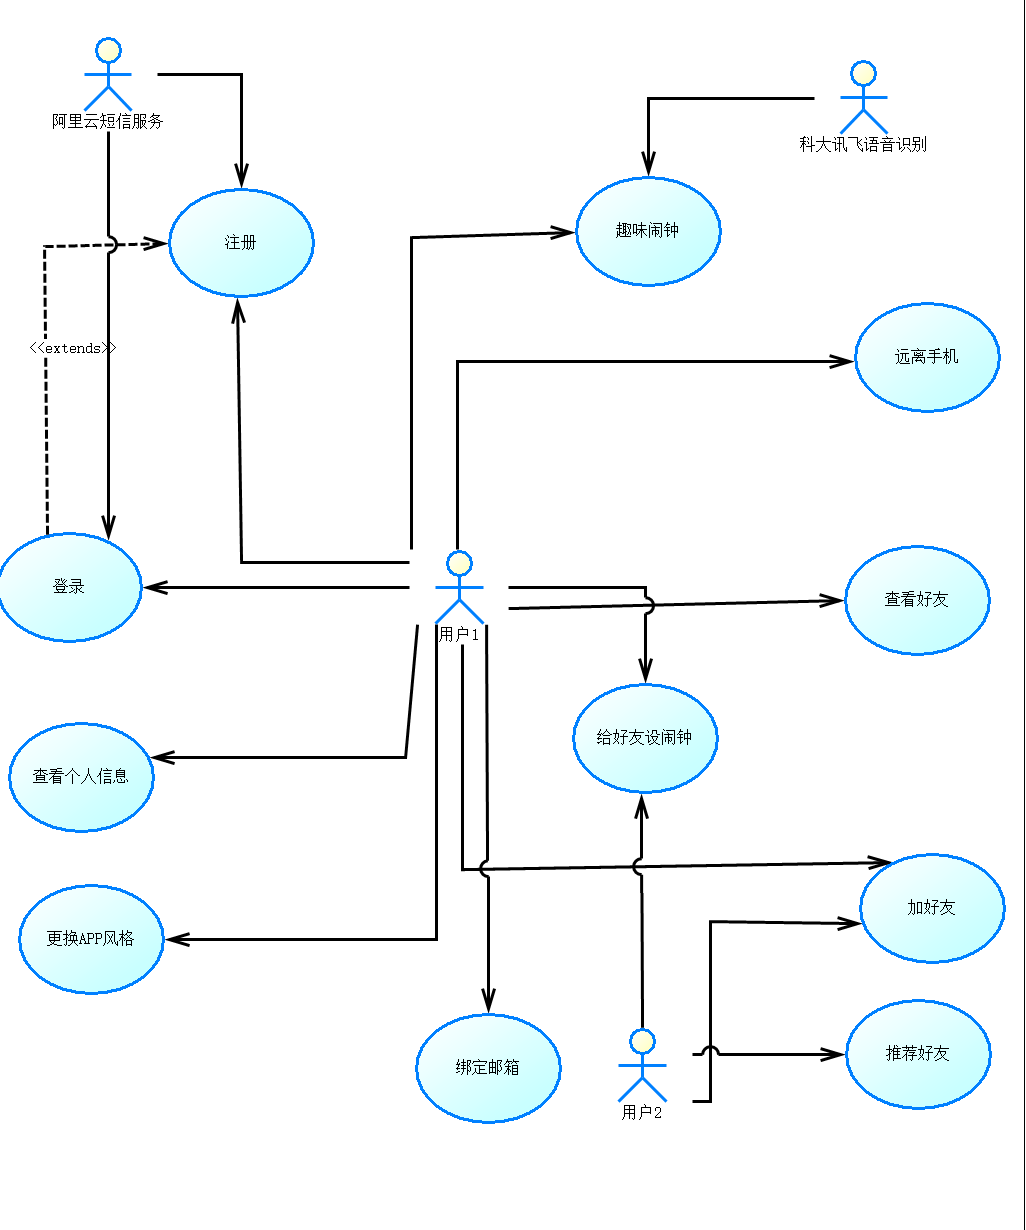 阿里云短信服务
科大讯飞语音识别
注册
趣味闹钟
<<extends>>
远离手机
登录
查看好友
用户1
给好友设闹钟
查看个人信息
加好友
更换APP风格
推荐好友
绑定邮箱
用户2